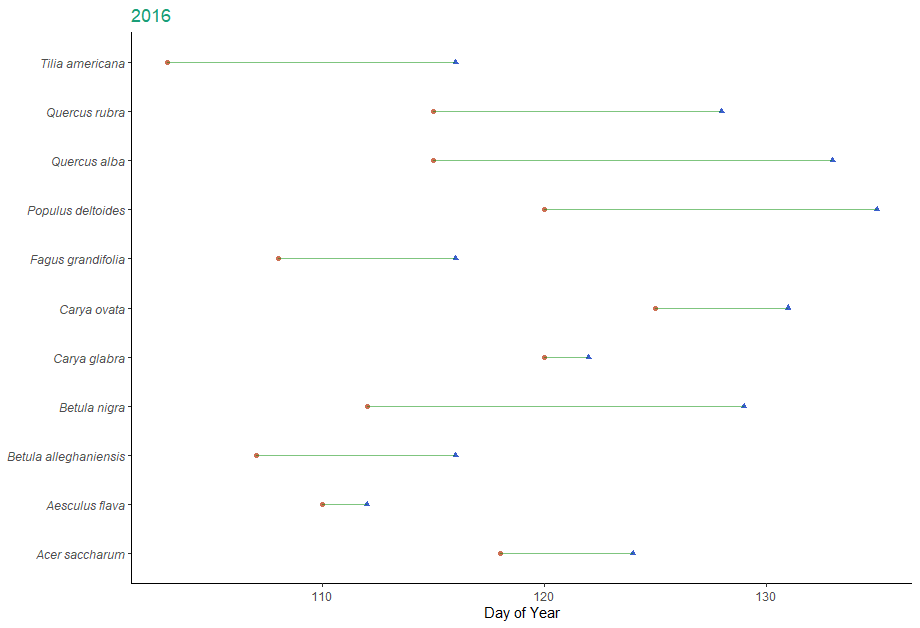 2016
Tilia americana
Quercus rubra
Quercus alba
Populus deltoides
Fagus grandifolia
Carya ovata
Carya glabra
Betula nigra
Betula alleghaniensis
Aesculus flava
Acer saccharum
110 120 130
Day of Year